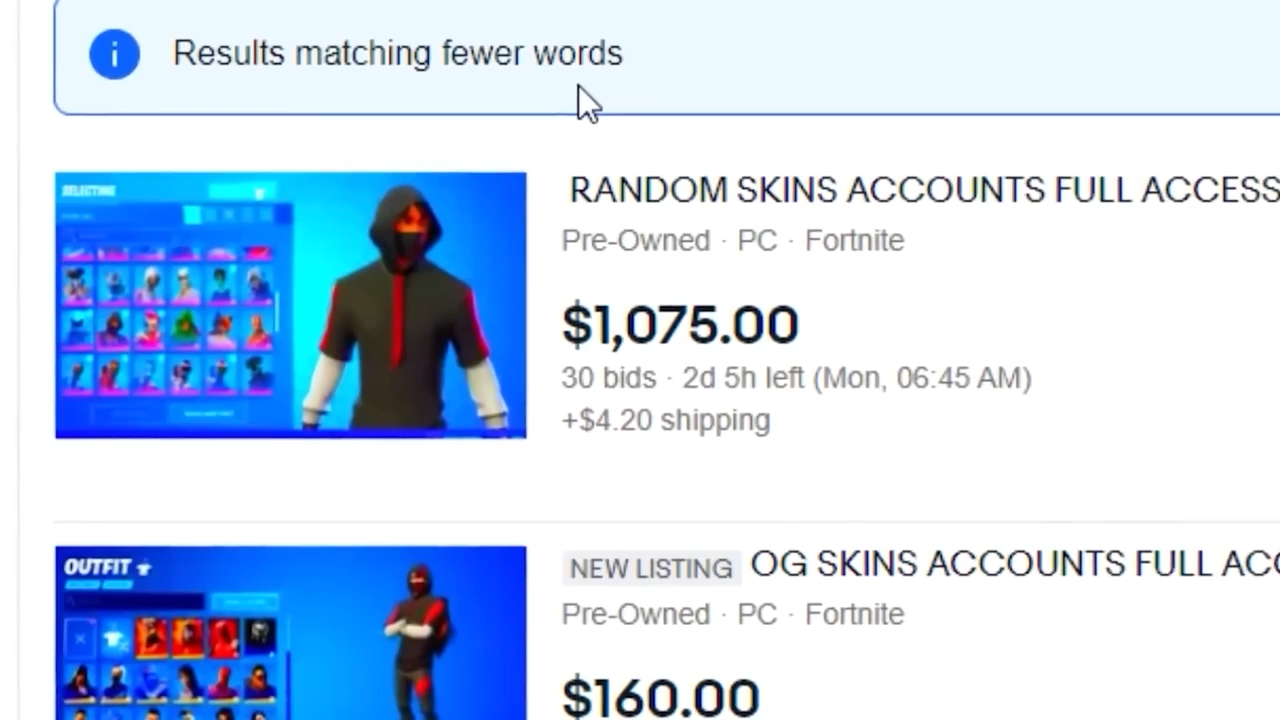 Results matching fewer words
SELECTING
RANDOM SKINS ACCOUNTS FULL ACCESS
Pre-Owned · PC · Fortnite
$1,075.00
30 bids · 2d 5h left (Mon, 06:45 AM)
+$4.20 shipping
OUTFIT
NEW LISTING OG SKINS ACCOUNTS FULL ACC
Pre-Owned · PC · Fortnite
$160.00